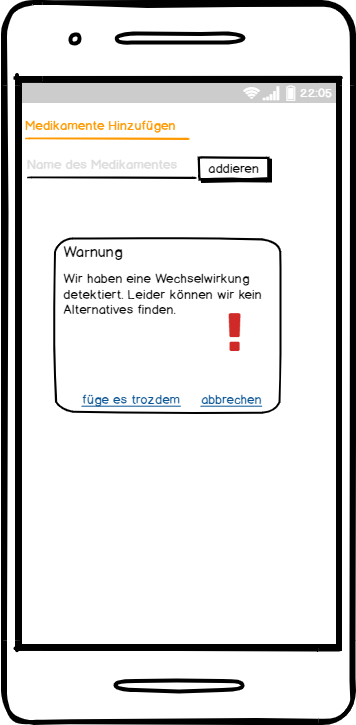 22:05
Medikamente Hinzufügen
Name des Medikamentes
addieren
Warnung
Wir haben eine Wechselwirkung
detektiert. Leider können wir kein
Alternatives finden.
!
füge es trozdem
abbrechen